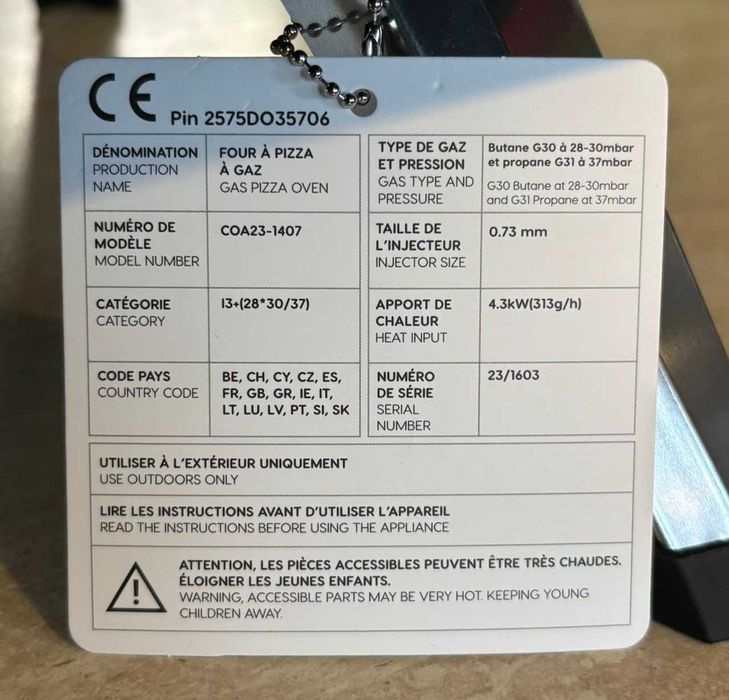 CE Pin 2575DO35706
DÉNOMINATION
PRODUCTION
NAME
FOUR À PIZZA
À GAZ
GAS PIZZA OVEN
TYPE DE GAZ
ET PRESSION
GAS TYPE AND
PRESSURE
Butane G30 à 28-30mbar
et propane G31 à 37mbar
G30 Butane at 28-30mbar
and G31 Propane at 37mbar
NUMÉRO DE
MODÈLE
MODEL NUMBER
COA23-1407
TAILLE DE
L'INJECTEUR
INJECTOR SIZE
0.73 mm
CATÉGORIE
CATEGORY
I3+(28*30/37)
APPORT DE
CHALEUR
HEAT INPUT
4.3kW(313g/h)
CODE PAYS
COUNTRY CODE
BE, CH, CY, CZ, ES,
FR, GB, GR, IE, IT,
LT, LU, LV, PT, SI, SK
NUMÉRO
DE SÉRIE
SERIAL
NUMBER
23/1603
UTILISER À L'EXTÉRIEUR UNIQUEMENT
USE OUTDOORS ONLY
LIRE LES INSTRUCTIONS AVANT D'UTILISER L'APPAREIL
READ THE INSTRUCTIONS BEFORE USING THE APPLIANCE
ATTENTION, LES PIÈCES ACCESSIBLES PEUVENT ÊTRE TRÈS CHAUDES.
ÉLOIGNER LES JEUNES ENFANTS.
WARNING, ACCESSIBLE PARTS MAY BE VERY HOT. KEEPING YOUNG
CHILDREN AWAY.